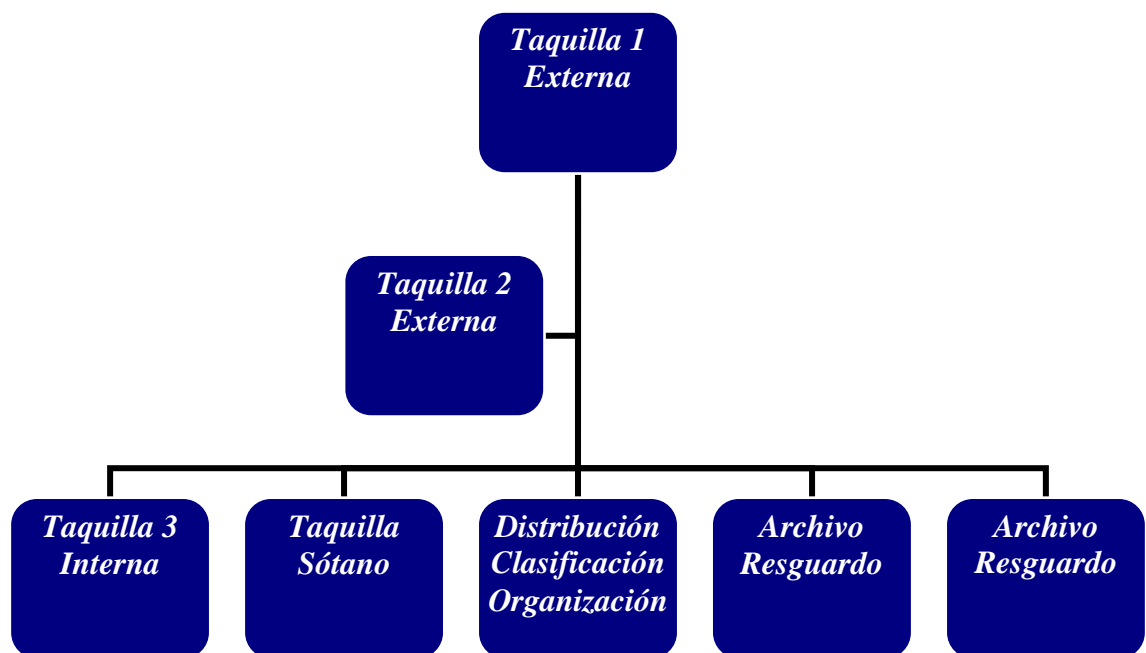 Taquilla 1
Externa
Taquilla 2
Externa
Taquilla 3
Interna
Taquilla
Sótano
Distribución
Clasificación
Organización
Archivo
Resguardo
Archivo
Resguardo